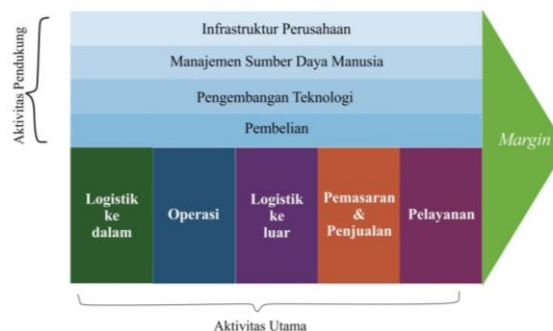 Aktivitas Pendukung
Infrastruktur Perusahaan
Manajemen Sumber Daya Manusia
Pengembangan Teknologi
Pembelian
Margin
Logistik
ke
dalam
Operasi
Logistik
ke
luar
Pemasaran
&
Penjualan
Pelayanan
Aktivitas Utama